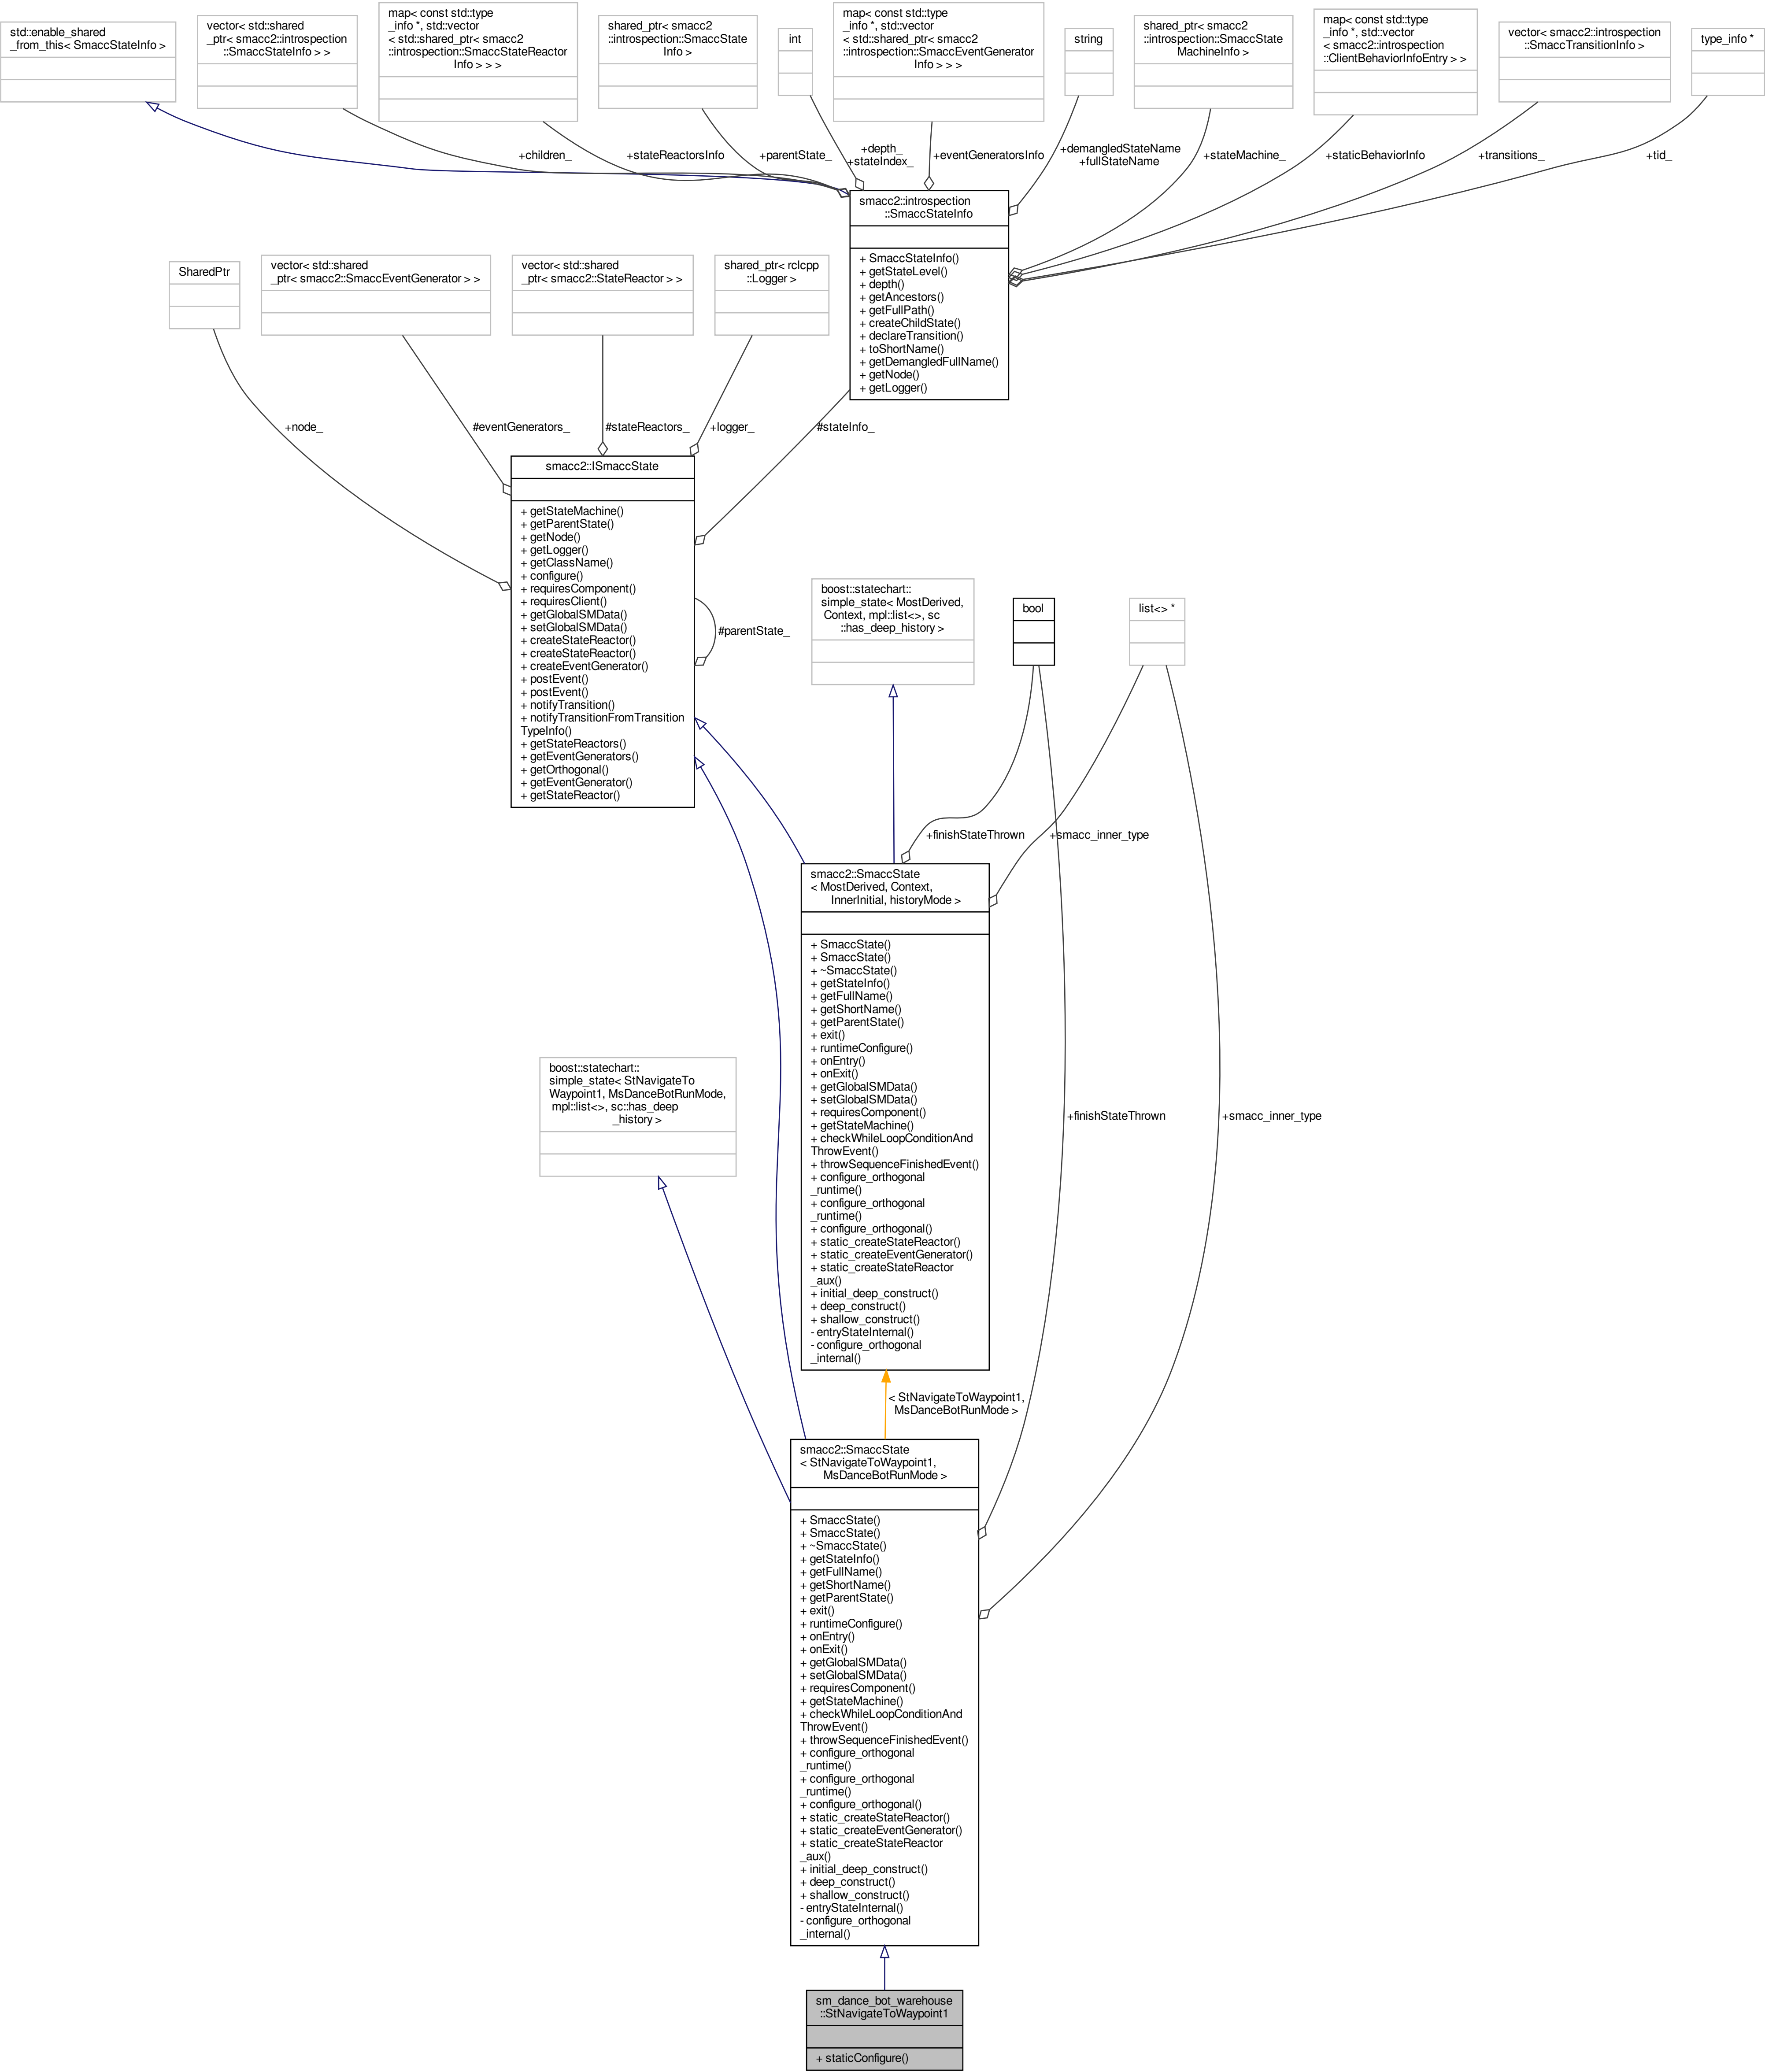 std::enable_shared
_from_this< SmaccStateInfo >
vector< std::shared
_ptr< smacc2::introspection
::SmaccStateInfo > >
map< const std::type
_info *, std::vector
< std::shared_ptr< smacc2
::introspection::SmaccStateReactor
Info > > >
shared_ptr< smacc2
::introspection::SmaccState
Info >
int
map< const std::type
_info *, std::vector
< std::shared_ptr< smacc2
::introspection::SmaccEventGenerator
Info > > >
string
shared_ptr< smacc2
::introspection::SmaccState
MachineInfo >
map< const std::type
_info *, std::vector
< smacc2::introspection
::ClientBehaviorInfoEntry > >
vector< smacc2::introspection
::SmaccTransitionInfo >
type_info *
+children_
+stateReactorsInfo
+parentState_
+depth_
+stateIndex_
+eventGeneratorsInfo
+demangledStateName
+fullStateName
+stateMachine_
+staticBehaviorInfo
+transitions_
+tid_
smacc2::introspection
::SmaccStateInfo
+ SmaccStateInfo()
+ getStateLevel()
+ depth()
+ getAncestors()
+ getFullPath()
+ createChildState()
+ declareTransition()
+ toShortName()
+ getDemangledFullName()
+ getNode()
+ getLogger()
SharedPtr
vector< std::shared
_ptr< smacc2::SmaccEventGenerator > >
vector< std::shared
_ptr< smacc2::StateReactor > >
shared_ptr< rclcpp
::Logger >
+node_
#eventGenerators_
#stateReactors_
+logger_
#stateInfo_
smacc2::ISmaccState
+ getStateMachine()
+ getParentState()
+ getNode()
+ getLogger()
+ getClassName()
+ configure()
+ requiresComponent()
+ requiresClient()
+ getGlobalSMData()
+ setGlobalSMData()
+ createStateReactor()
+ createStateReactor()
+ createEventGenerator()
+ postEvent()
+ postEvent()
+ notifyTransition()
+ notifyTransitionFromTransition
TypeInfo()
+ getStateReactors()
+ getEventGenerators()
+ getOrthogonal()
+ getEventGenerator()
+ getStateReactor()
#parentState_
boost::statechart::
simple_state< MostDerived,
Context, mpl::list<>, sc
::has_deep_history >
bool
list<> *
+finishStateThrown
+smacc_inner_type
smacc2::SmaccState
< MostDerived, Context,
InnerInitial, historyMode >
+ SmaccState()
+ SmaccState()
+ ~SmaccState()
+ getStateInfo()
+ getFullName()
+ getShortName()
+ getParentState()
+ exit()
+ runtimeConfigure()
+ onEntry()
+ onExit()
+ getGlobalSMData()
+ setGlobalSMData()
+ requiresComponent()
+ getStateMachine()
+ checkWhileLoopConditionAnd
ThrowEvent()
+ throwSequenceFinishedEvent()
+ configure_orthogonal
_runtime()
+ configure_orthogonal
_runtime()
+ configure_orthogonal()
+ static_createStateReactor()
+ static_createEventGenerator()
+ static_createStateReactor
_aux()
+ initial_deep_construct()
+ deep_construct()
+ shallow_construct()
- entryStateInternal()
- configure_orthogonal
_internal()
boost::statechart::
simple_state< StNavigateTo
Waypoint1, MsDanceBotRunMode,
mpl::list<>, sc::has_deep
_history >
+finishStateThrown
+smacc_inner_type
< StNavigateToWaypoint1,
MsDanceBotRunMode >
smacc2::SmaccState
< StNavigateToWaypoint1,
MsDanceBotRunMode >
+ SmaccState()
+ SmaccState()
+ ~SmaccState()
+ getStateInfo()
+ getFullName()
+ getShortName()
+ getParentState()
+ exit()
+ runtimeConfigure()
+ onEntry()
+ onExit()
+ getGlobalSMData()
+ setGlobalSMData()
+ requiresComponent()
+ getStateMachine()
+ checkWhileLoopConditionAnd
ThrowEvent()
+ throwSequenceFinishedEvent()
+ configure_orthogonal
_runtime()
+ configure_orthogonal
_runtime()
+ configure_orthogonal()
+ static_createStateReactor()
+ static_createEventGenerator()
+ static_createStateReactor
_aux()
+ initial_deep_construct()
+ deep_construct()
+ shallow_construct()
- entryStateInternal()
- configure_orthogonal
_internal()
sm_dance_bot_warehouse
::StNavigateToWaypoint1
+ staticConfigure()